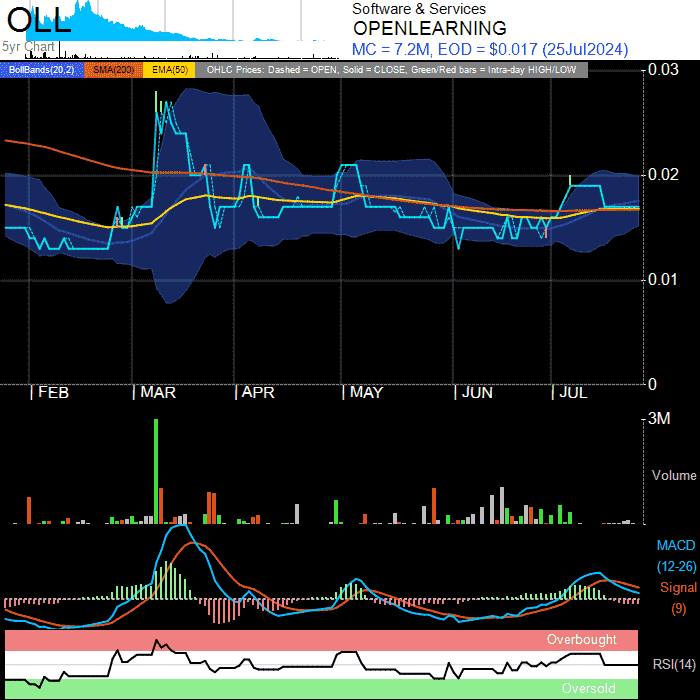 OLL
5yr Chart
Software & Services
OPENLEARNING
MC = 7.2M, EOD = $0.017 (25Jul2024)
BollBands(20,2) SMA(200) EMA(50) OHLC Prices: Dashed = OPEN, Solid = CLOSE, Green/Red bars = Intra-day HIGH/LOW
0.03
0.02
0.01
0
| FEB | MAR | APR | MAY | JUN | JUL
3M
Volume
MACD
(12-26)
Signal
(9)
Overbought
RSI(14)
Oversold